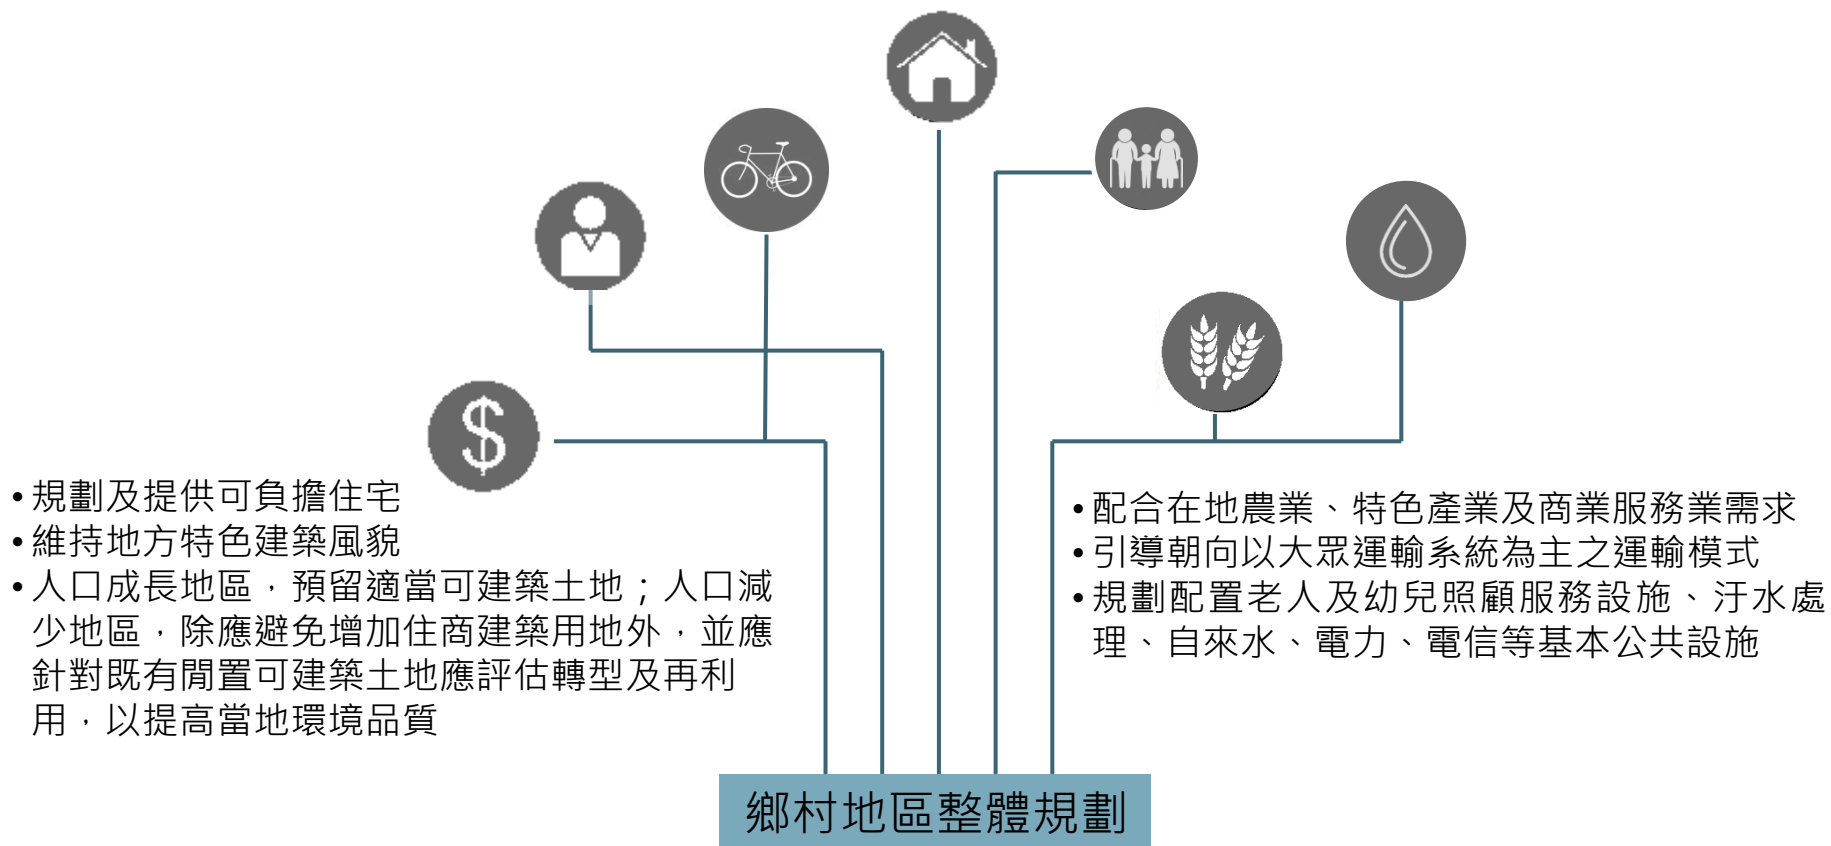 •規劃及提供可負擔住宅
•維持地方特色建築風貌
•人口成長地區，預留適當可建築土地；人口減
少地區，除應避免增加住商建築用地外，並應
針對既有閒置可建築土地應評估轉型及再利
用，以提高當地環境品質
•配合在地農業、特色產業及商業服務業需求
•引導朝向以大眾運輸系統為主之運輸模式
•規劃配置老人及幼兒照顧服務設施、汙水處
理、自來水、電力、電信等基本公共設施
鄉村地區整體規劃